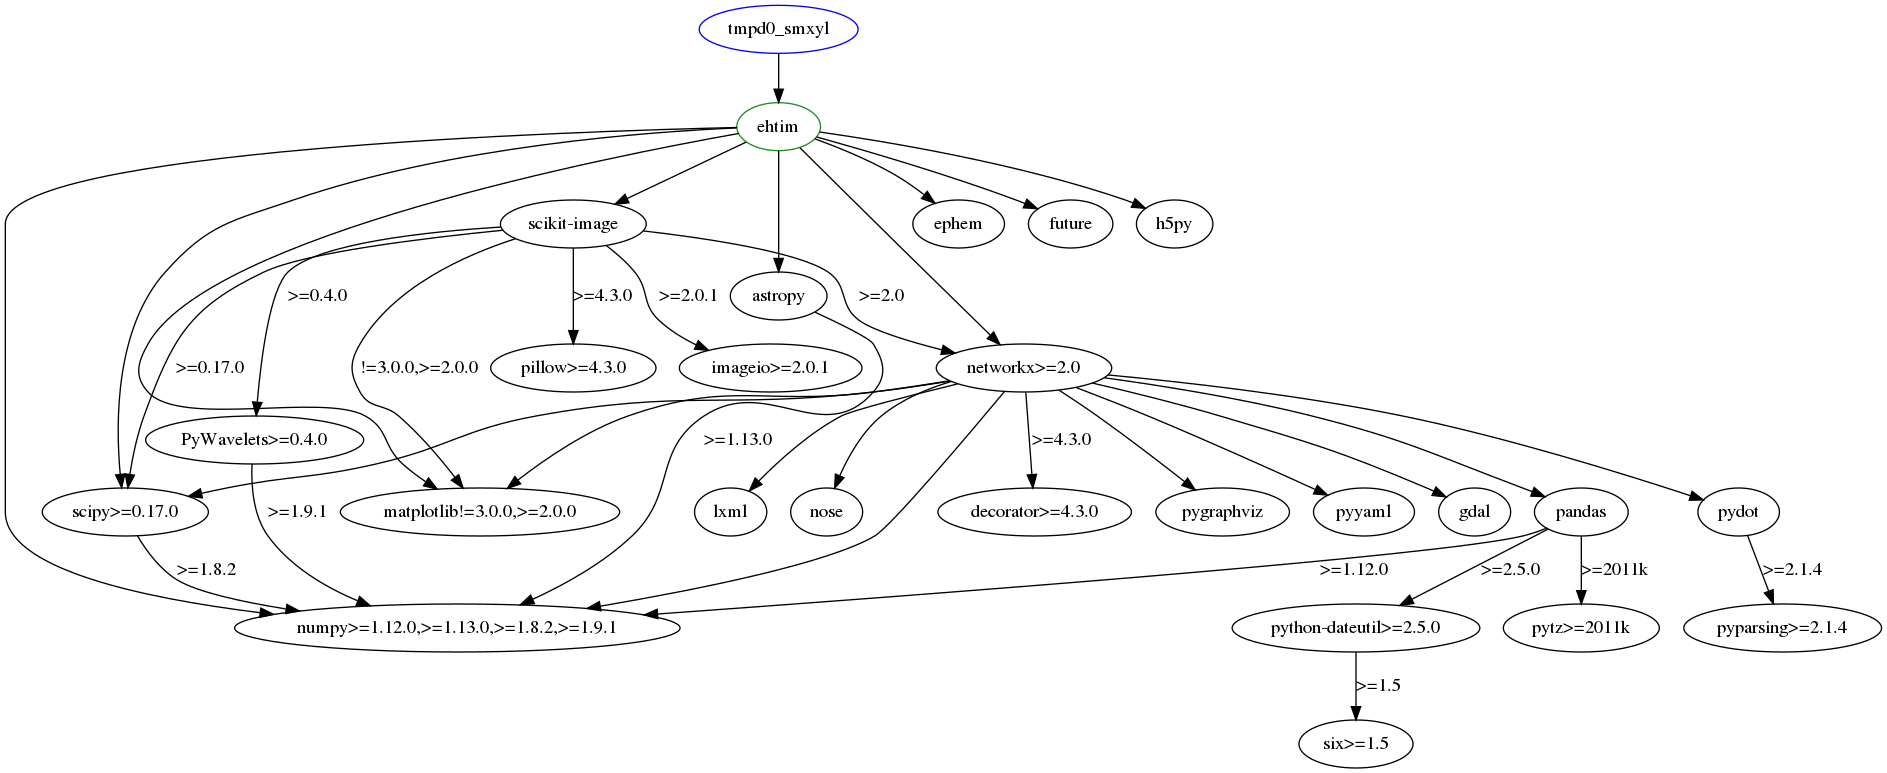 tmpd0_smxyl
ehtim
scikit-image
ephem
future
h5py
>=0.4.0
>=4.3.0
>=2.0.1
astropy
>=2.0
>=0.17.0
!=3.0.0,>=2.0.0
pillow>=4.3.0
imageio>=2.0.1
networkx>=2.0
PyWavelets>=0.4.0
>=1.13.0
>=4.3.0
scipy>=0.17.0
>=1.9.1
matplotlib!=3.0.0,>=2.0.0
lxml
nose
decorator>=4.3.0
pygraphviz
pyyaml
gdal
pandas
pydot
>=1.8.2
>=1.12.0
>=2.5.0
>=2011k
>=2.1.4
numpy>=1.12.0,>=1.13.0,>=1.8.2,>=1.9.1
python-dateutil>=2.5.0
pytz>=2011k
pyparsing>=2.1.4
>=1.5
six>=1.5